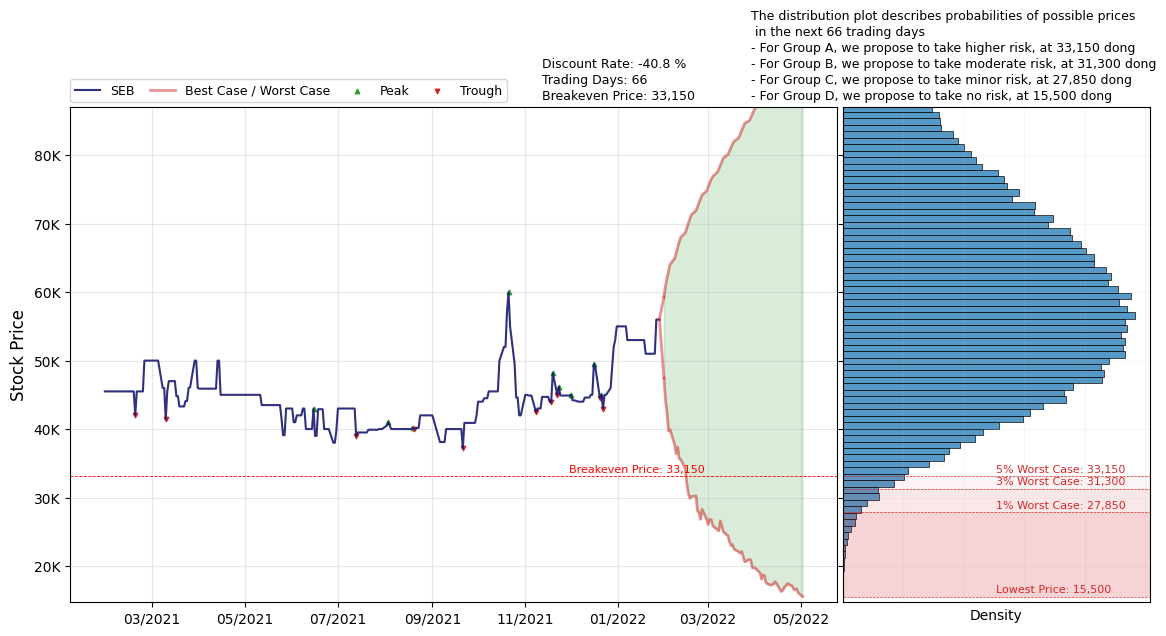 The distribution plot describes probabilities of possible prices
in the next 66 trading days
- For Group A, we propose to take higher risk, at 33,150 dong
- For Group B, we propose to take moderate risk, at 31,300 dong
- For Group C, we propose to take minor risk, at 27,850 dong
- For Group D, we propose to take no risk, at 15,500 dong
Discount Rate: -40.8 %
Trading Days: 66
Breakeven Price: 33,150
SEB
Best Case / Worst Case
Peak
Trough
Stock Price
80K
70K
60K
50K
40K
30K
20K
Breakeven Price: 33,150
5% Worst Case: 33,150
3% Worst Case: 31,300
1% Worst Case: 27,850
Lowest Price: 15,500
03/2021
05/2021
07/2021
09/2021
11/2021
01/2022
03/2022
05/2022
Density